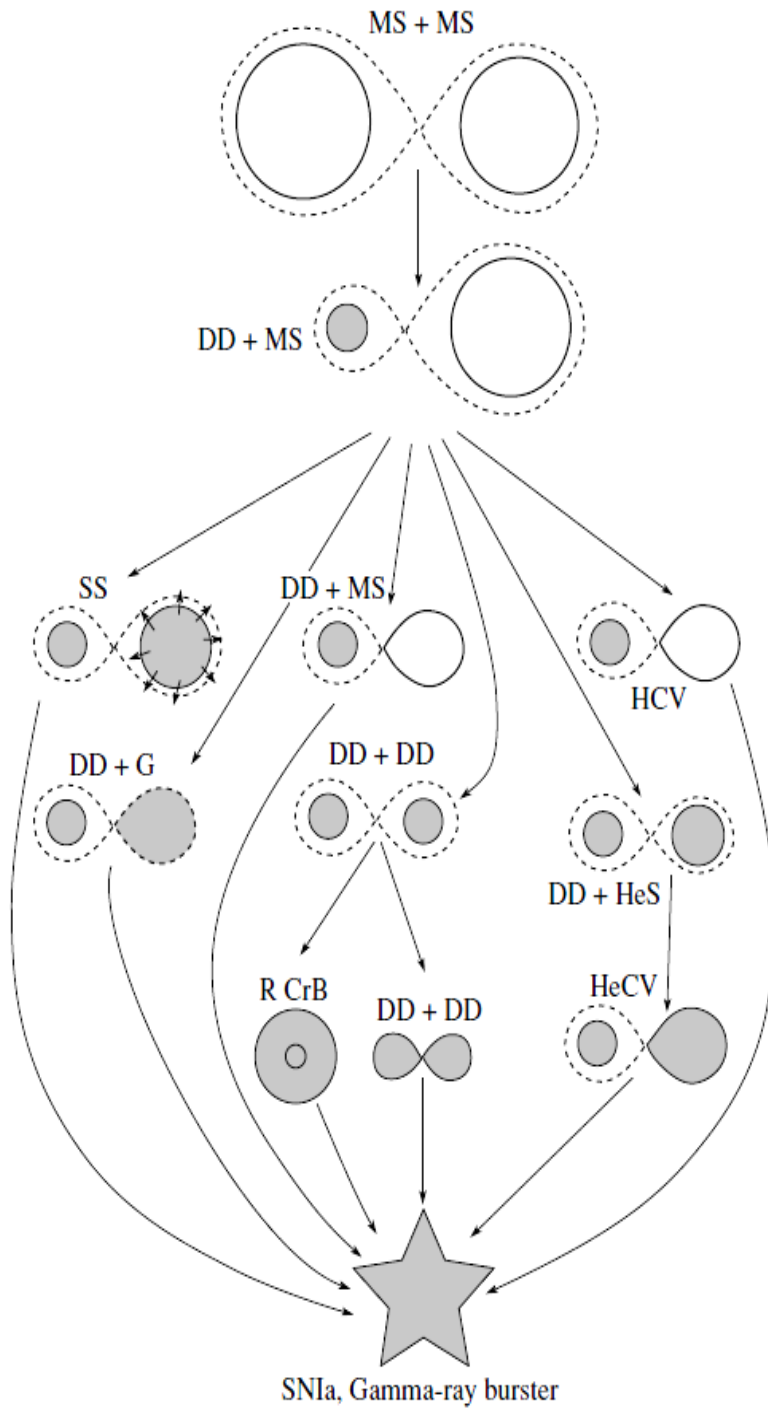 MS + MS
DD + MS
SS
DD + MS
HCV
DD + G
DD + DD
DD + HeS
R CrB
DD + DD
HeCV
SNIa, Gamma-ray burster